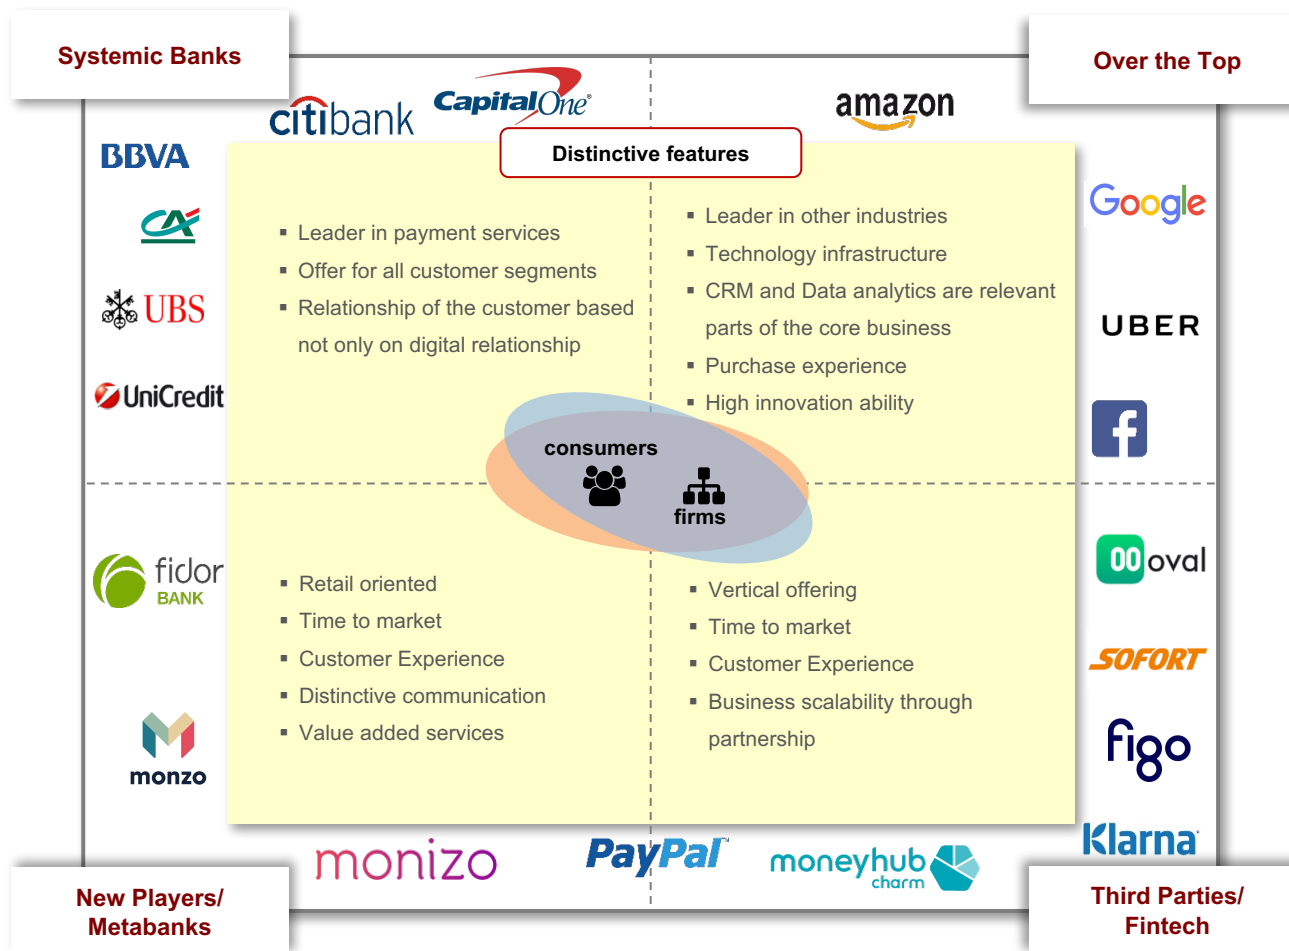 Systemic Banks
Over the Top
citibank
CapitalOne®
amazon
Distinctive features
BBVA
CA
UBS
UniCredit
▪ Leader in payment services
▪ Offer for all customer segments
▪ Relationship of the customer based
not only on digital relationship
▪ Leader in other industries
▪ Technology infrastructure
▪ CRM and Data analytics are relevant
parts of the core business
▪ Purchase experience
▪ High innovation ability
Google
UBER
f
consumers
firms
fidor
BANK
monzo
▪ Retail oriented
▪ Time to market
▪ Customer Experience
▪ Distinctive communication
▪ Value added services
▪ Vertical offering
▪ Time to market
▪ Customer Experience
▪ Business scalability through
partnership
oval
SOFORT
figo
Klarna
monizo
PayPal™
moneyhub
charm
New Players/
Metabanks
Third Parties/
Fintech